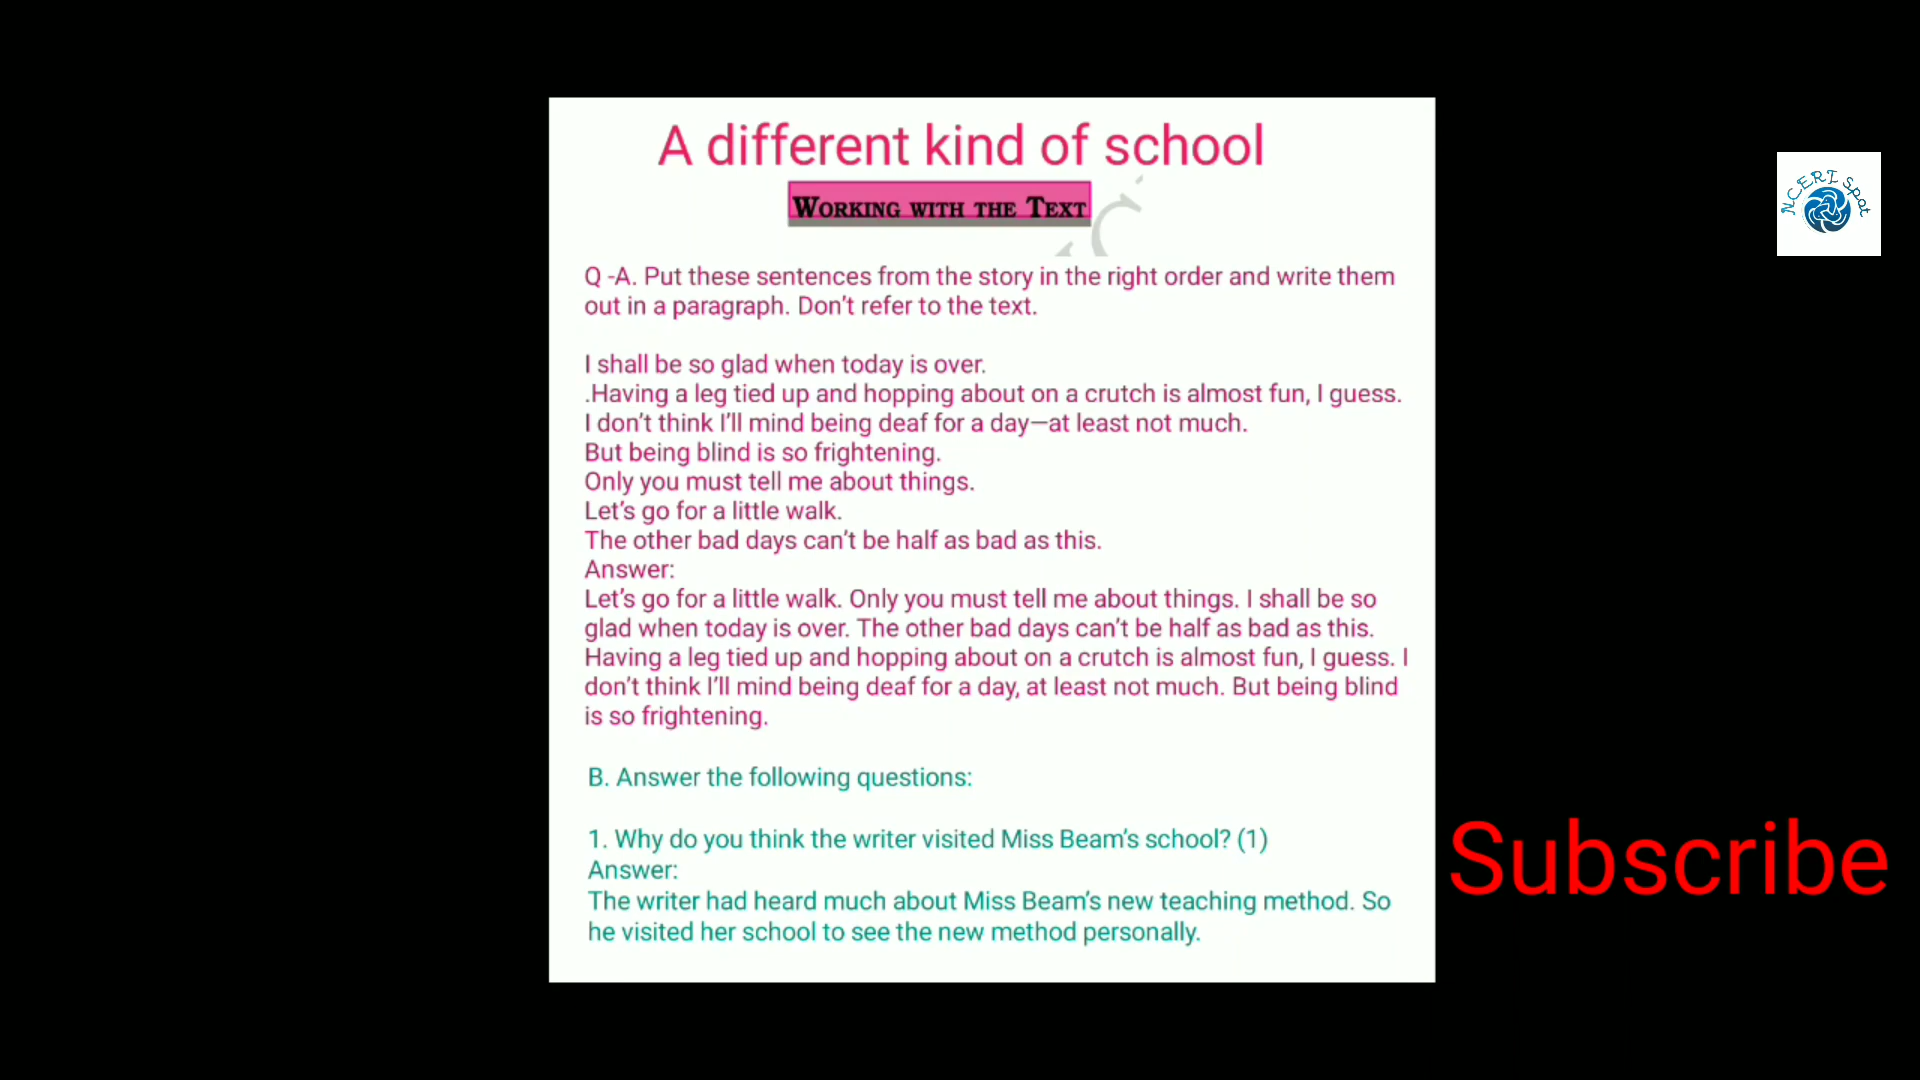 A different kind of school
WORKING WITH THE TEXT
NCERT Spot
Q -A. Put these sentences from the story in the right order and write them
out in a paragraph. Don’t refer to the text.
I shall be so glad when today is over.
.Having a leg tied up and hopping about on a crutch is almost fun, I guess.
I don’t think I’ll mind being deaf for a day—at least not much.
But being blind is so frightening.
Only you must tell me about things.
Let’s go for a little walk.
The other bad days can’t be half as bad as this.
Answer:
Let’s go for a little walk. Only you must tell me about things. I shall be so
glad when today is over. The other bad days can’t be half as bad as this.
Having a leg tied up and hopping about on a crutch is almost fun, I guess. I
don’t think I’ll mind being deaf for a day, at least not much. But being blind
is so frightening.
B. Answer the following questions:
1. Why do you think the writer visited Miss Beam’s school? (1)
Answer:
The writer had heard much about Miss Beam’s new teaching method. So
he visited her school to see the new method personally.
Subscribe